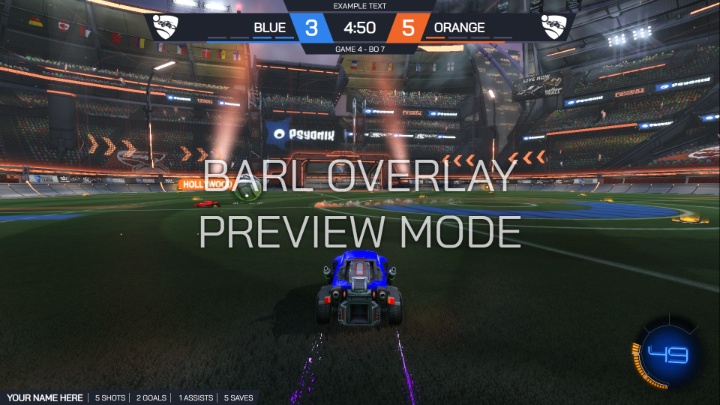 EXAMPLE TEXT
BLUE 3 4:50 5 ORANGE
GAME 4 - BO 7
PSYONIX
HOLLYWOOD
BARL OVERLAY
PREVIEW MODE
49
YOUR NAME HERE | 5 SHOTS | 2 GOALS | 1 ASSISTS | 5 SAVES